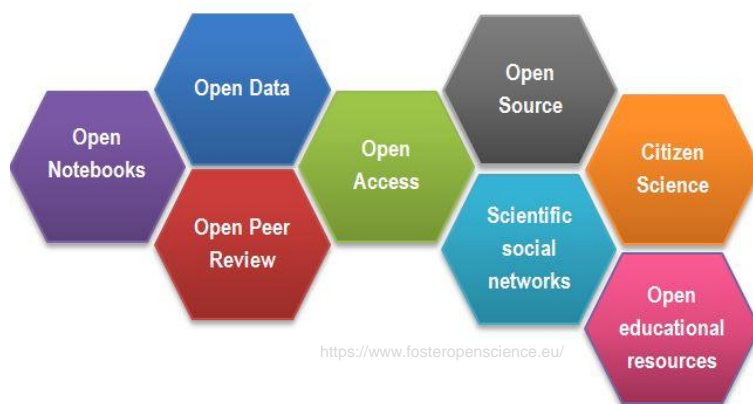 Open
Notebooks
Open Data
Open Peer
Review
Open
Access
Open
Source
Scientific
social
networks
Citizen
Science
Open
educational
resources
https://www.fosteropenscience.eu/